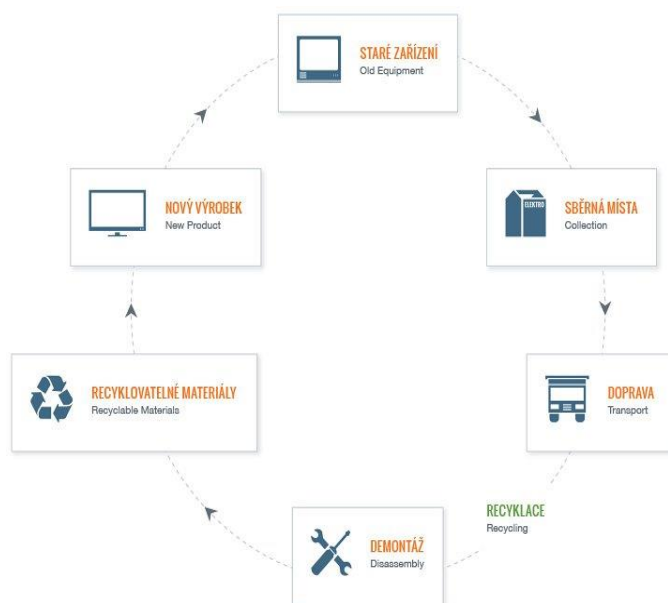 STARÉ ZAŘÍZENÍ
Old Equipment
NOVÝ VÝROBEK
New Product
ELEKTRO
SBĚRNÁ MÍSTA
Collection
RECYKLOVATELNÉ MATERIÁLY
Recyclable Materials
DOPRAVA
Transport
RECYKLACE
Recycling
DEMONTÁŽ
Disassembly